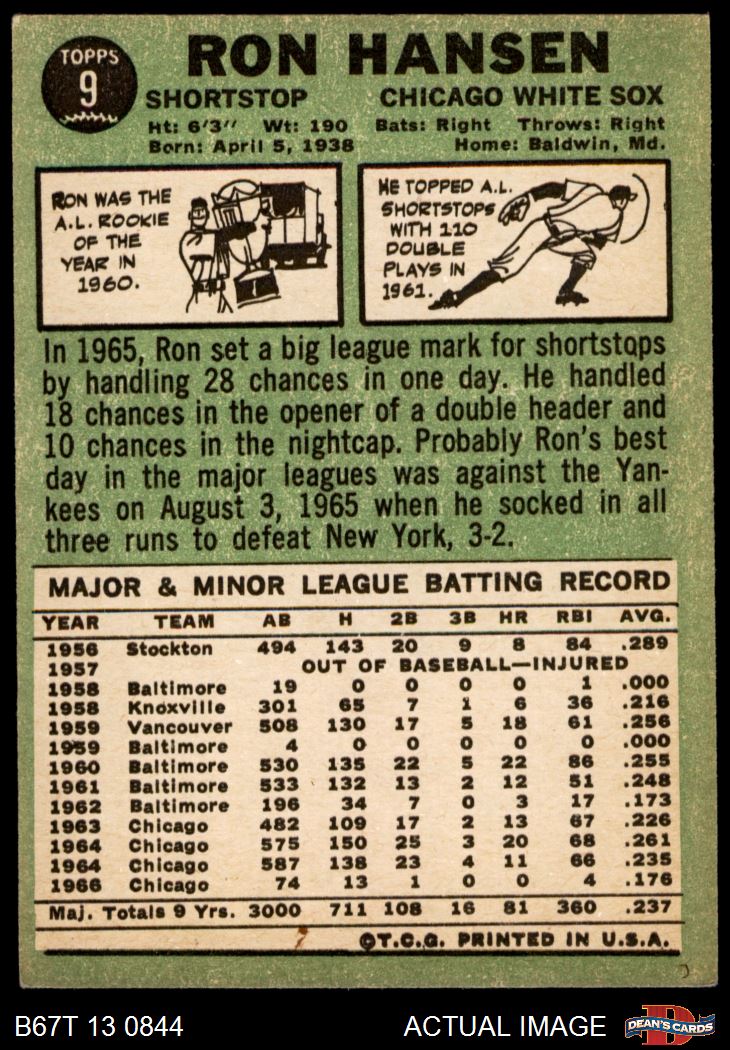 TOPPS
9
RON HANSEN
SHORTSTOP CHICAGO WHITE SOX
Ht: 6'3" Wt: 190 Bats: Right Throws: Right
Born: April 5, 1938 Home: Baldwin, Md.
RON WAS THE
A.L. ROOKIE
OF THE
YEAR IN
1960.
HE TOPPED A.L.
SHORTSTOPS
WITH 110
DOUBLE
PLAYS IN
1961.
In 1965, Ron set a big league mark for shortstops
by handling 28 chances in one day. He handled
18 chances in the opener of a double header and
10 chances in the nightcap. Probably Ron's best
day in the major leagues was against the Yan-
kees on August 3, 1965 when he socked in all
three runs to defeat New York, 3-2.
MAJOR & MINOR LEAGUE BATTING RECORD
YEAR TEAM AB H 2B 3B HR RBI AVG.
1956 Stockton 494 143 20 9 8 84 .289
1957 OUT OF BASEBALL—INJURED
1958 Baltimore 19 0 0 0 0 1 .000
1958 Knoxville 301 65 7 1 6 36 .216
1959 Vancouver 508 130 17 5 18 61 .256
1959 Baltimore 4 0 0 0 0 0 .000
1960 Baltimore 530 135 22 5 22 86 .255
1961 Baltimore 533 132 13 2 12 51 .248
1962 Baltimore 196 34 7 0 3 17 .173
1963 Chicago 482 109 17 2 13 67 .226
1964 Chicago 575 150 25 3 20 68 .261
1964 Chicago 587 138 23 4 11 66 .235
1966 Chicago 74 13 1 0 0 4 .176
Maj. Totals 9 Yrs. 3000 711 108 16 81 360 .237
©T.C.G. PRINTED IN U.S.A.
B67T 13 0844 ACTUAL IMAGE
D
DEAN'S CARDS